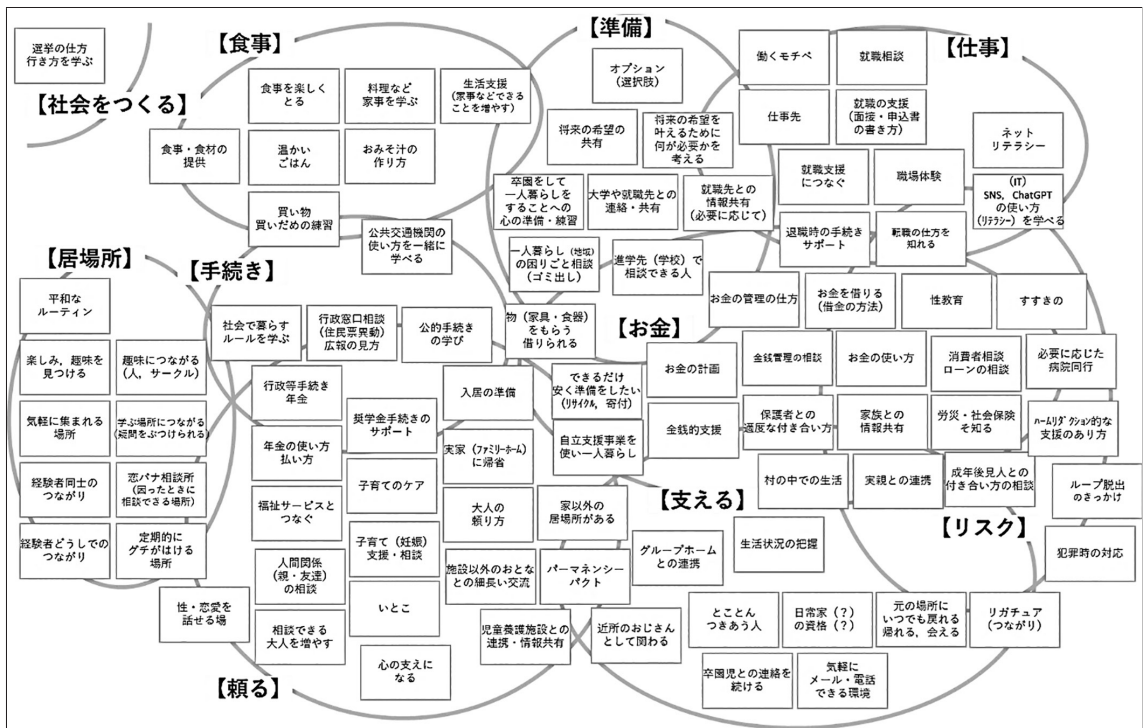 選挙の仕方
行き方を学ぶ
【社会をつくる】
【食事】
食事を楽しく
とる
料理など
家事を学ぶ
生活支援
(家事などできる
ことを増やす)
食事・食材の
提供
温かい
ごはん
おみそ汁の
作り方
買い物
買いだめの練習
公共交通機関の
使い方を一緒に
学べる
【準備】
オプション
(選択肢)
将来の希望の
共有
将来の希望を
叶えるために
何が必要かを
考える
卒園をして
一人暮らしを
することへの
心の準備・練習
大学や就職先との
連絡・共有
就職先との
情報共有
(必要に応じて)
一人暮らし(地域)
の困りごと相談
(ゴミ出し)
進学先(学校)で
相談できる人
物(家具・食器)
をもらう
借りられる
【仕事】
働くモチベ
就職相談
仕事先
就職の支援
(面接・申込書
の書き方)
就職支援
につなぐ
職場体験
ネット
リテラシー
(IT)
SNS,ChatGPT
の使い方
(リテラシー)を学べる
退職時の手続き
サポート
転職の仕方を
知れる
【居場所】
平和な
ルーティン
楽しみ,趣味を
見つける
趣味につながる
(人,サークル)
気軽に集まれる
場所
学ぶ場所につながる
(疑問をぶつけられる)
経験者同士の
つながり
恋バナ相談所
(困ったときに
相談できる場所)
経験者どうしでの
つながり
定期的に
グチがはける
場所
【手続き】
社会で暮らす
ルールを学ぶ
行政窓口相談
(住民票異動)
広報の見方
公的手続き
の学び
行政等手続き
年金
奨学金手続きの
サポート
入居の準備
年金の使い方
払い方
実家(ファミリーホーム)
に帰省
子育てのケア
福祉サービスと
つなぐ
大人の
頼り方
子育て(妊娠)
支援・相談
人間関係
(親・友達)
の相談
施設以外のおとな
との細長い交流
性・恋愛を
話せる場
相談できる
大人を増やす
いとこ
児童養護施設との
連携・情報共有
心の支えに
なる
【頼る】
【お金】
お金の管理の仕方
お金を借りる
(借金の方法)
性教育
すすきの
お金の計画
金銭管理の相談
お金の使い方
消費者相談
ローンの相談
必要に応じた
病院同行
できるだけ
安く準備をしたい
(リサイクル,寄付)
金銭的支援
保護者との
適度な付き合い方
家族との
情報共有
労災・社会保険
を知る
ハームリダクション的な
支援のあり方
自立支援事業を
使い一人暮らし
村の中での生活
実親との連携
成年後見人との
付き合い方の相談
ループ脱出
のきっかけ
【支える】
【リスク】
家以外の
居場所がある
グループホーム
との連携
生活状況の把握
犯罪時の対応
パーマネンシー
パクト
近所のおじさん
として関わる
とことん
つきあう人
日常家(?)
の資格(?)
元の場所に
いつでも戻れる
帰れる,会える
リガチュア
(つながり)
卒園児との連絡を
続ける
気軽に
メール・電話
できる環境